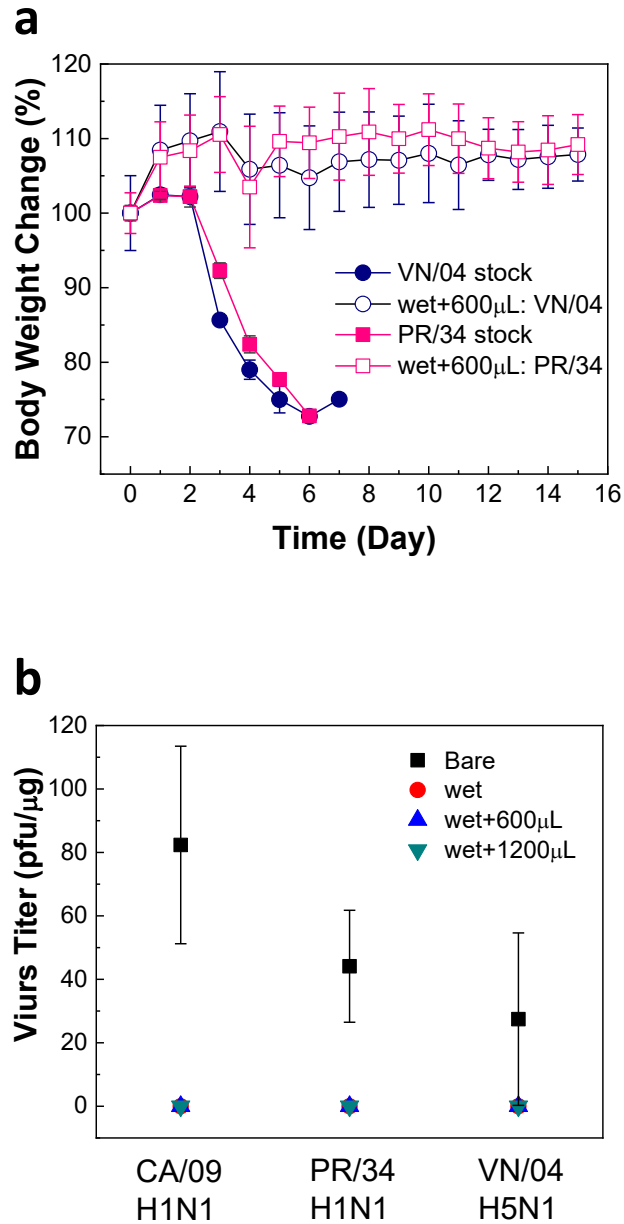 a
120
110
100
90
80
70
Body Weight Change (%)
VN/04 stock
wet+600μL: VN/04
PR/34 stock
wet+600μL: PR/34
0 2 4 6 8 10 12 14 16
Time (Day)
b
120
100
80
60
40
20
0
Viurs Titer (pfu/μg)
Bare
wet
wet+600μL
wet+1200μL
CA/09 PR/34 VN/04
H1N1 H1N1 H5N1